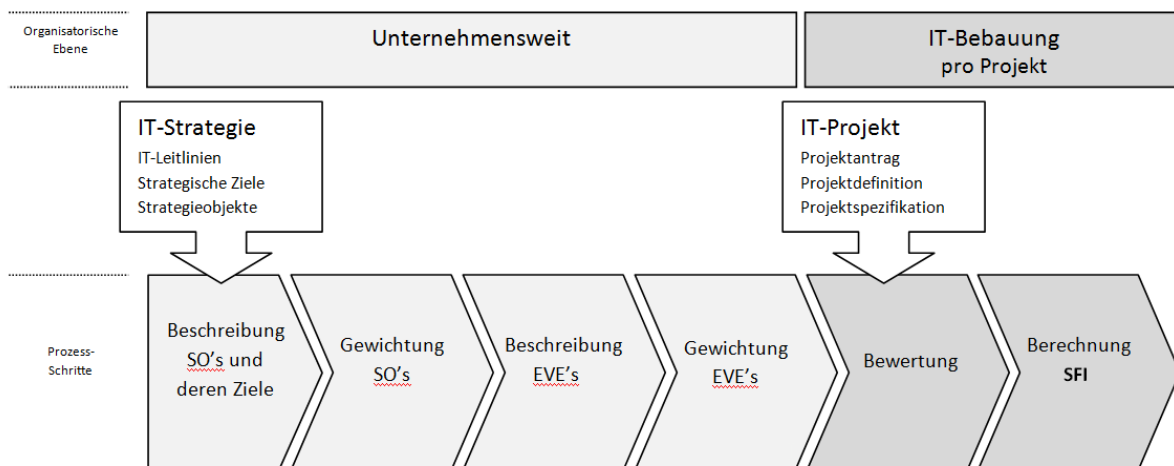 Organisatorische
Ebene
Unternehmensweit
IT-Bebauung
pro Projekt
IT-Strategie
IT-Leitlinien
Strategische Ziele
Strategieobjekte
IT-Projekt
Projektantrag
Projektdefinition
Projektspezifikation
Prozess-
Schritte
Beschreibung
SO's und
deren Ziele
Gewichtung
SO's
Beschreibung
EVE's
Gewichtung
EVE's
Bewertung
Berechnung
SFI